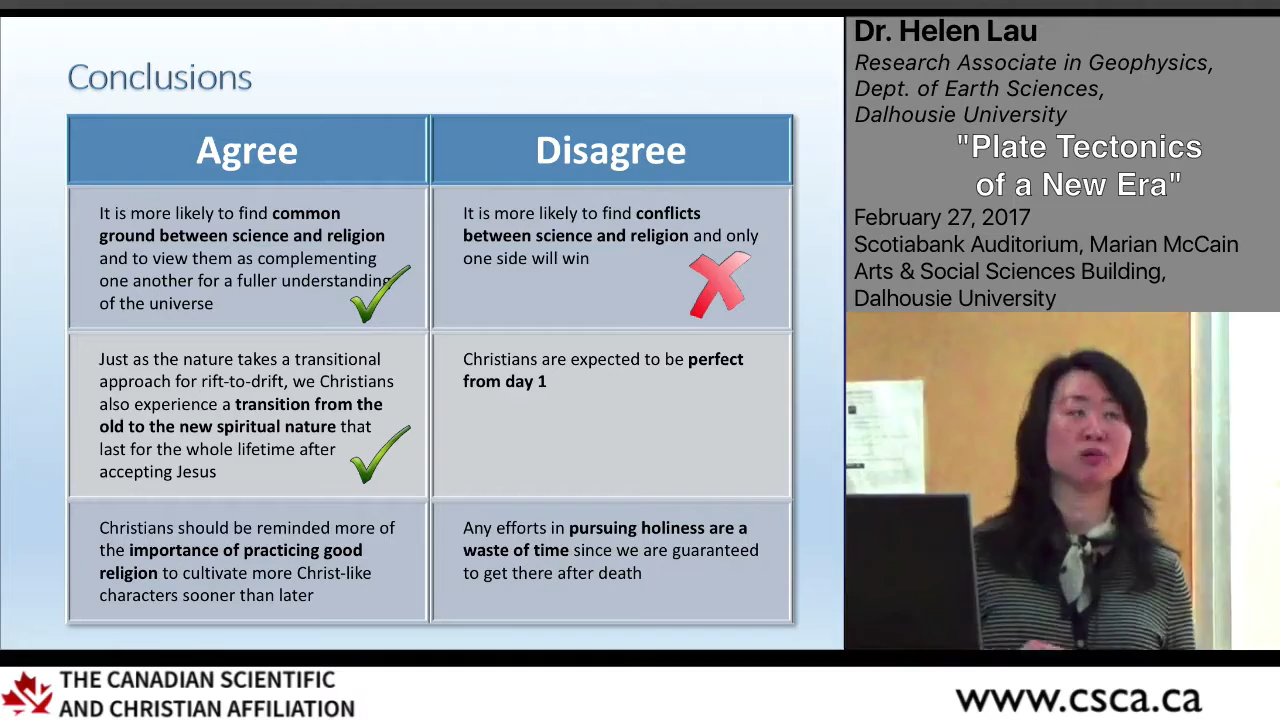 Conclusions
Agree
Disagree
It is more likely to find common
ground between science and religion
and to view them as complementing
one another for a fuller understanding
of the universe
It is more likely to find conflicts
between science and religion and only
one side will win
Just as the nature takes a transitional
approach for rift-to-drift, we Christians
also experience a transition from the
old to the new spiritual nature that
last for the whole lifetime after
accepting Jesus
Christians are expected to be perfect
from day 1
Christians should be reminded more of
the importance of practicing good
religion to cultivate more Christ-like
characters sooner than later
Any efforts in pursuing holiness are a
waste of time since we are guaranteed
to get there after death
Dr. Helen Lau
Research Associate in Geophysics,
Dept. of Earth Sciences,
Dalhousie University
"Plate Tectonics
of a New Era"
February 27, 2017
Scotiabank Auditorium, Marian McCain
Arts & Social Sciences Building,
Dalhousie University
THE CANADIAN SCIENTIFIC
AND CHRISTIAN AFFILIATION
www.csca.ca